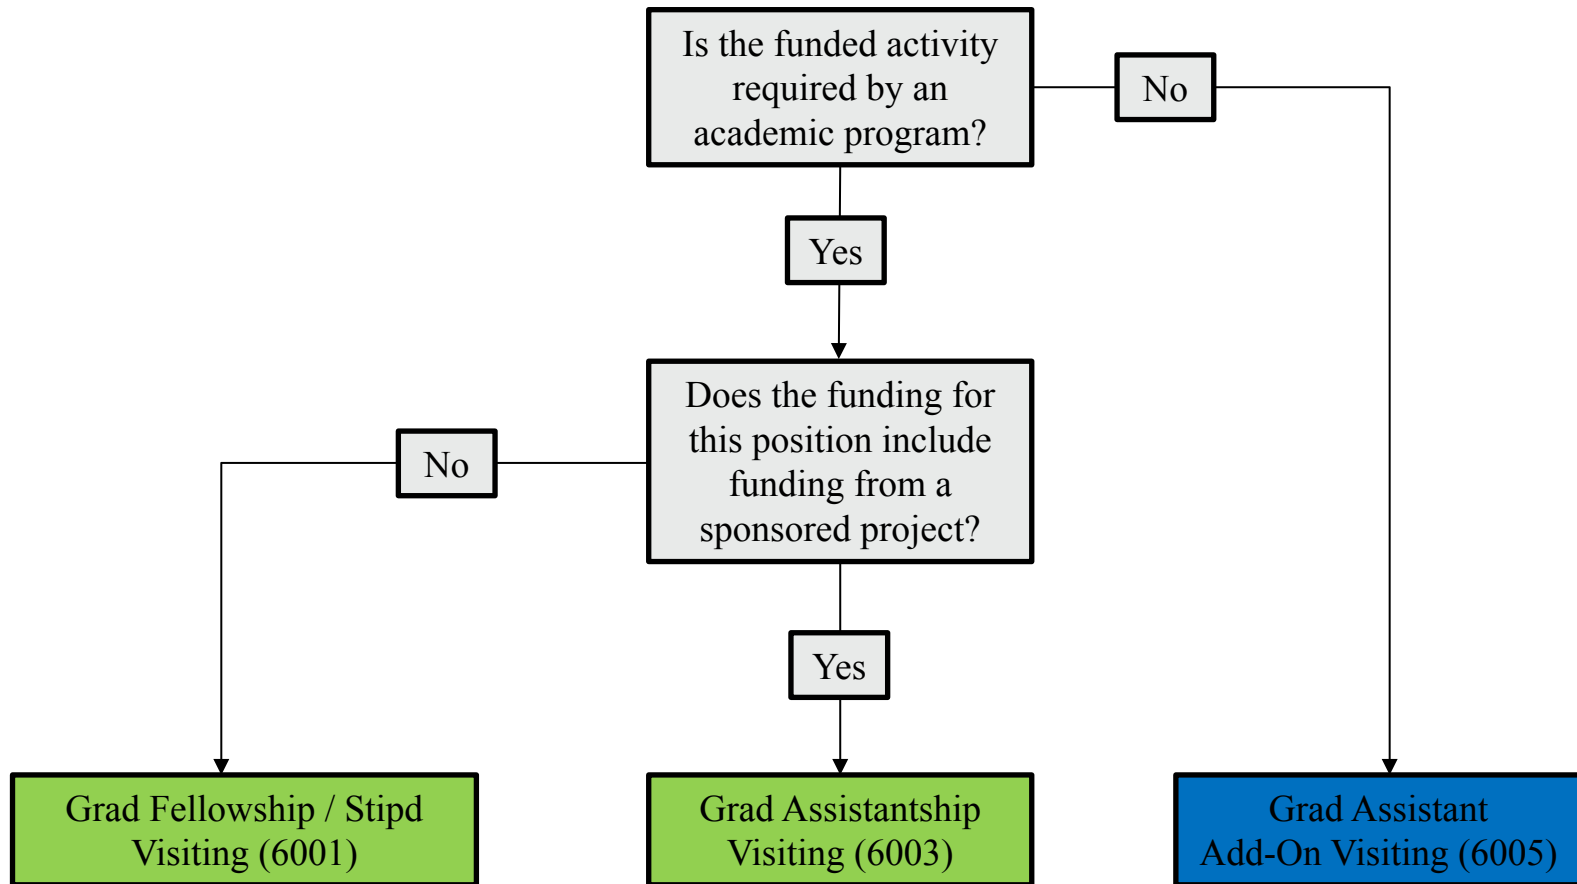 Is the funded activity
required by an
academic program?
No
Yes
Does the funding for
this position include
funding from a
sponsored project?
No
Yes
Grad Fellowship / Stipd
Visiting (6001)
Grad Assistantship
Visiting (6003)
Grad Assistant
Add-On Visiting (6005)